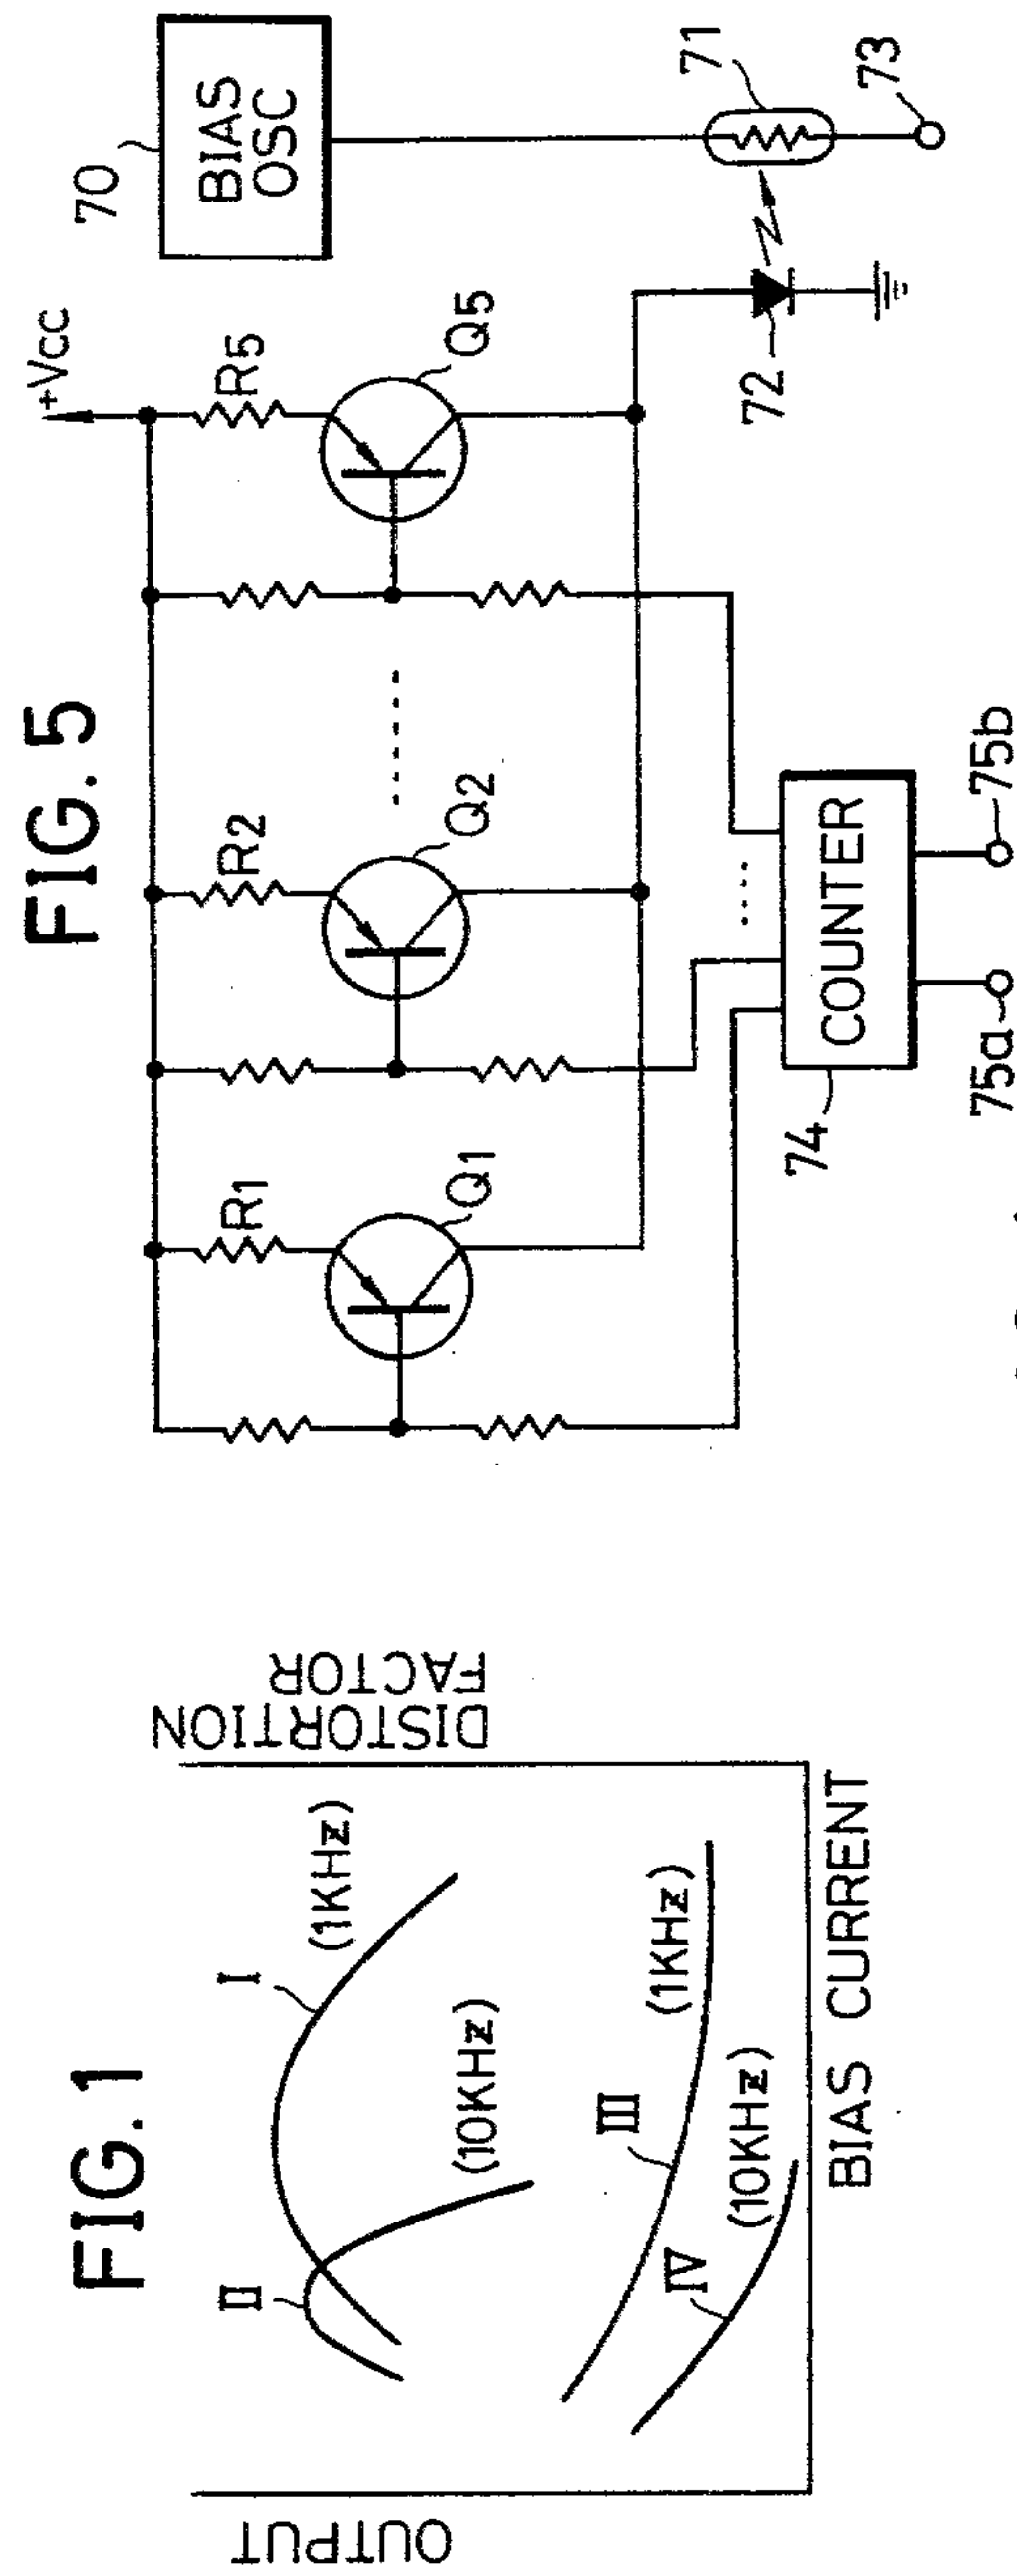 FIG. 1
OUTPUT
DISTORTION
FACTOR
I
(1KHz)
II
(10KHz)
III
(1KHz)
IV
(10KHz)
BIAS CURRENT
FIG. 5
+Vcc
R1
R2
R5
Q1
Q2
Q5
70
BIAS
OSC
71
72
73
74
COUNTER
75a
75b